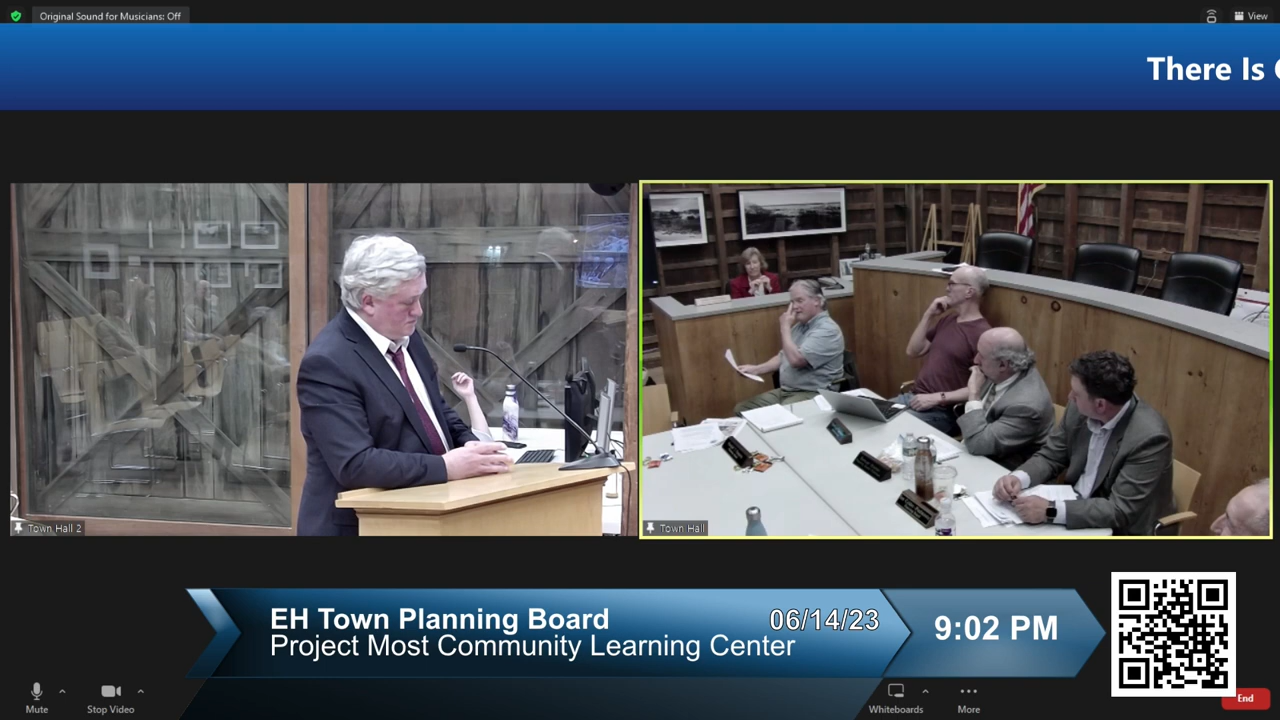 Original Sound for Musicians: Off
View
There Is
Town Hall 2
Town Hall
EH Town Planning Board
06/14/23
9:02 PM
Project Most Community Learning Center
Mute
Stop Video
Whiteboards
More
End